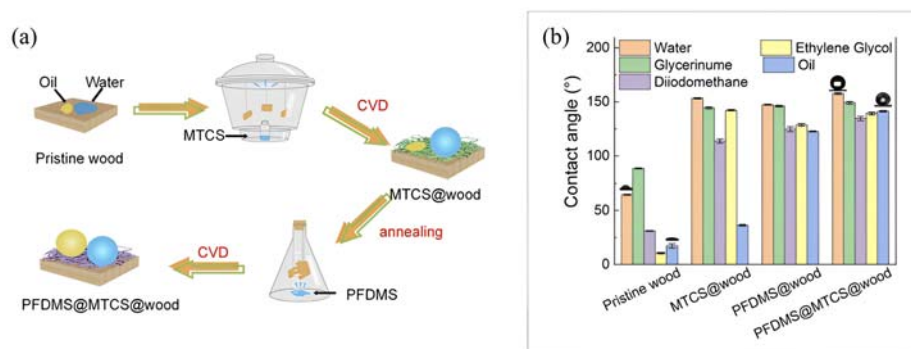 (a)
Oil
Water
Pristine wood
MTCS
CVD
MTCS@wood
annealing
PFDMS
CVD
PFDMS@MTCS@wood
(b)
Water
Ethylene Glycol
Glycerinume
Oil
Diiodomethane
Contact angle (°)
200
150
100
50
0
Pristine wood
MTCS@wood
PFDMS@wood
PFDMS@MTCS@wood